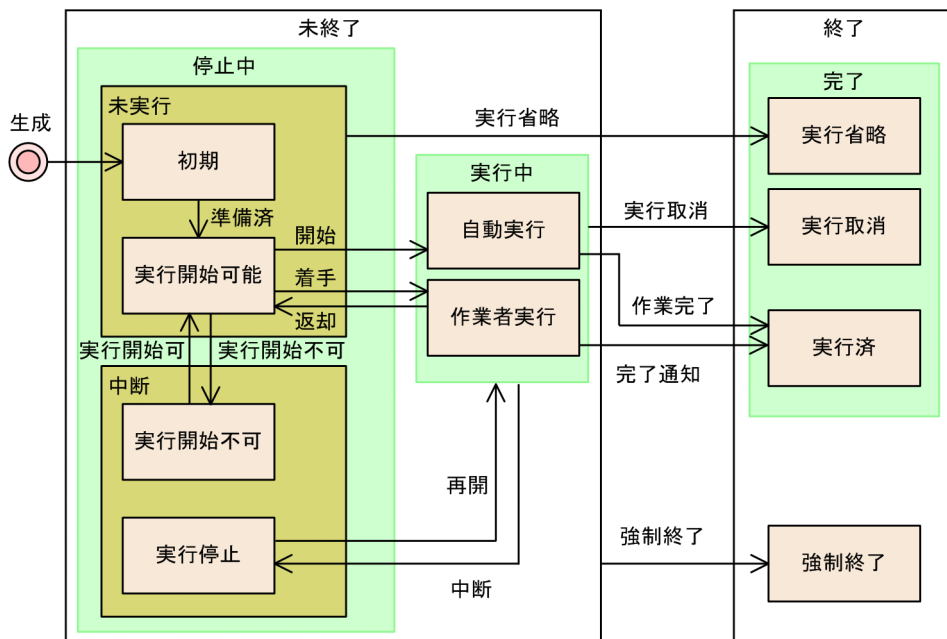 未終了
終了
停止中
完了
未実行
生成
初期
実行省略
実行省略
実行中
準備済
自動実行
実行取消
実行取消
実行開始可能
開始
着手
返却
作業者実行
作業完了
実行済
完了通知
実行開始可
実行開始不可
中断
実行開始不可
再開
実行停止
中断
強制終了
強制終了